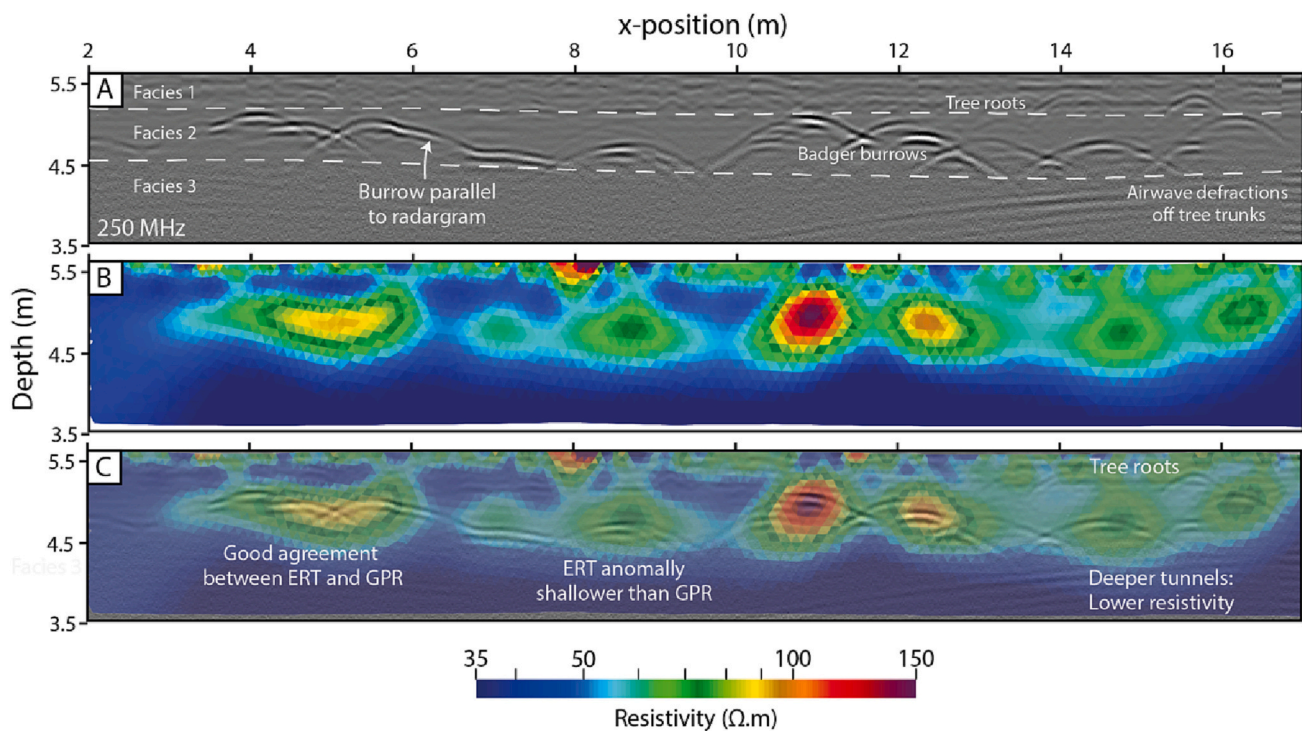 x-position (m)
2 4 6 8 10 12 14 16
Depth (m)
A
5.5
4.5
3.5
Facies 1
Facies 2
Facies 3
250 MHz
Burrow parallel
to radargram
Tree roots
Badger burrows
Airwave defractions
off tree trunks
B
5.5
4.5
3.5
C
5.5
4.5
3.5
Facies 3
Good agreement
between ERT and GPR
ERT anomally
shallower than GPR
Tree roots
Deeper tunnels:
Lower resistivity
35 50 100 150
Resistivity (Ω.m)